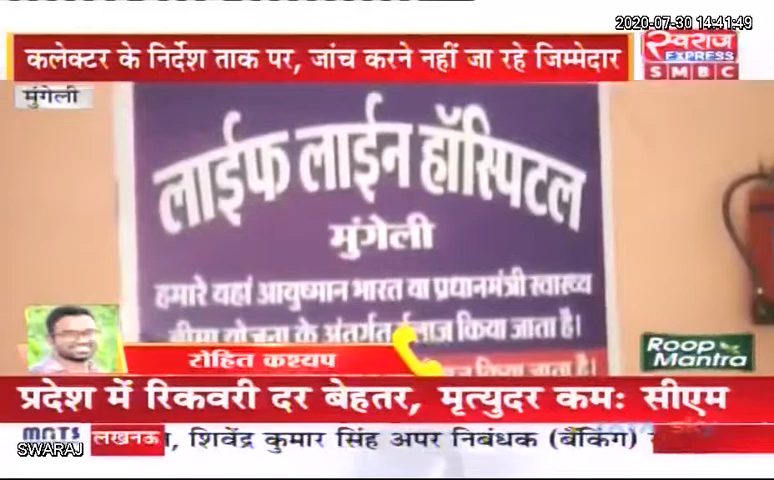 2020-07-30 14:41:49
कलेक्टर के निर्देश ताक पर, जांच करने नहीं जा रहे जिम्मेदार
स्वराज
EXPRESS
SMBC
मुंगेली
लाईफ लाईन हॉस्पिटल
मुंगेली
हमारे यहां आयुष्मान भारत या प्रधानमंत्री स्वास्थ्य
बीमा योजना के अंतर्गत ईलाज किया जाता है।
किया जाता है।
रोहित कश्यप
Roop
Mantra
प्रदेश में रिकवरी दर बेहतर, मृत्युदर कमः सीएम
लखनऊ, शिवेंद्र कुमार सिंह अपर निबंधक (बैंकिंग)
SWARAJ